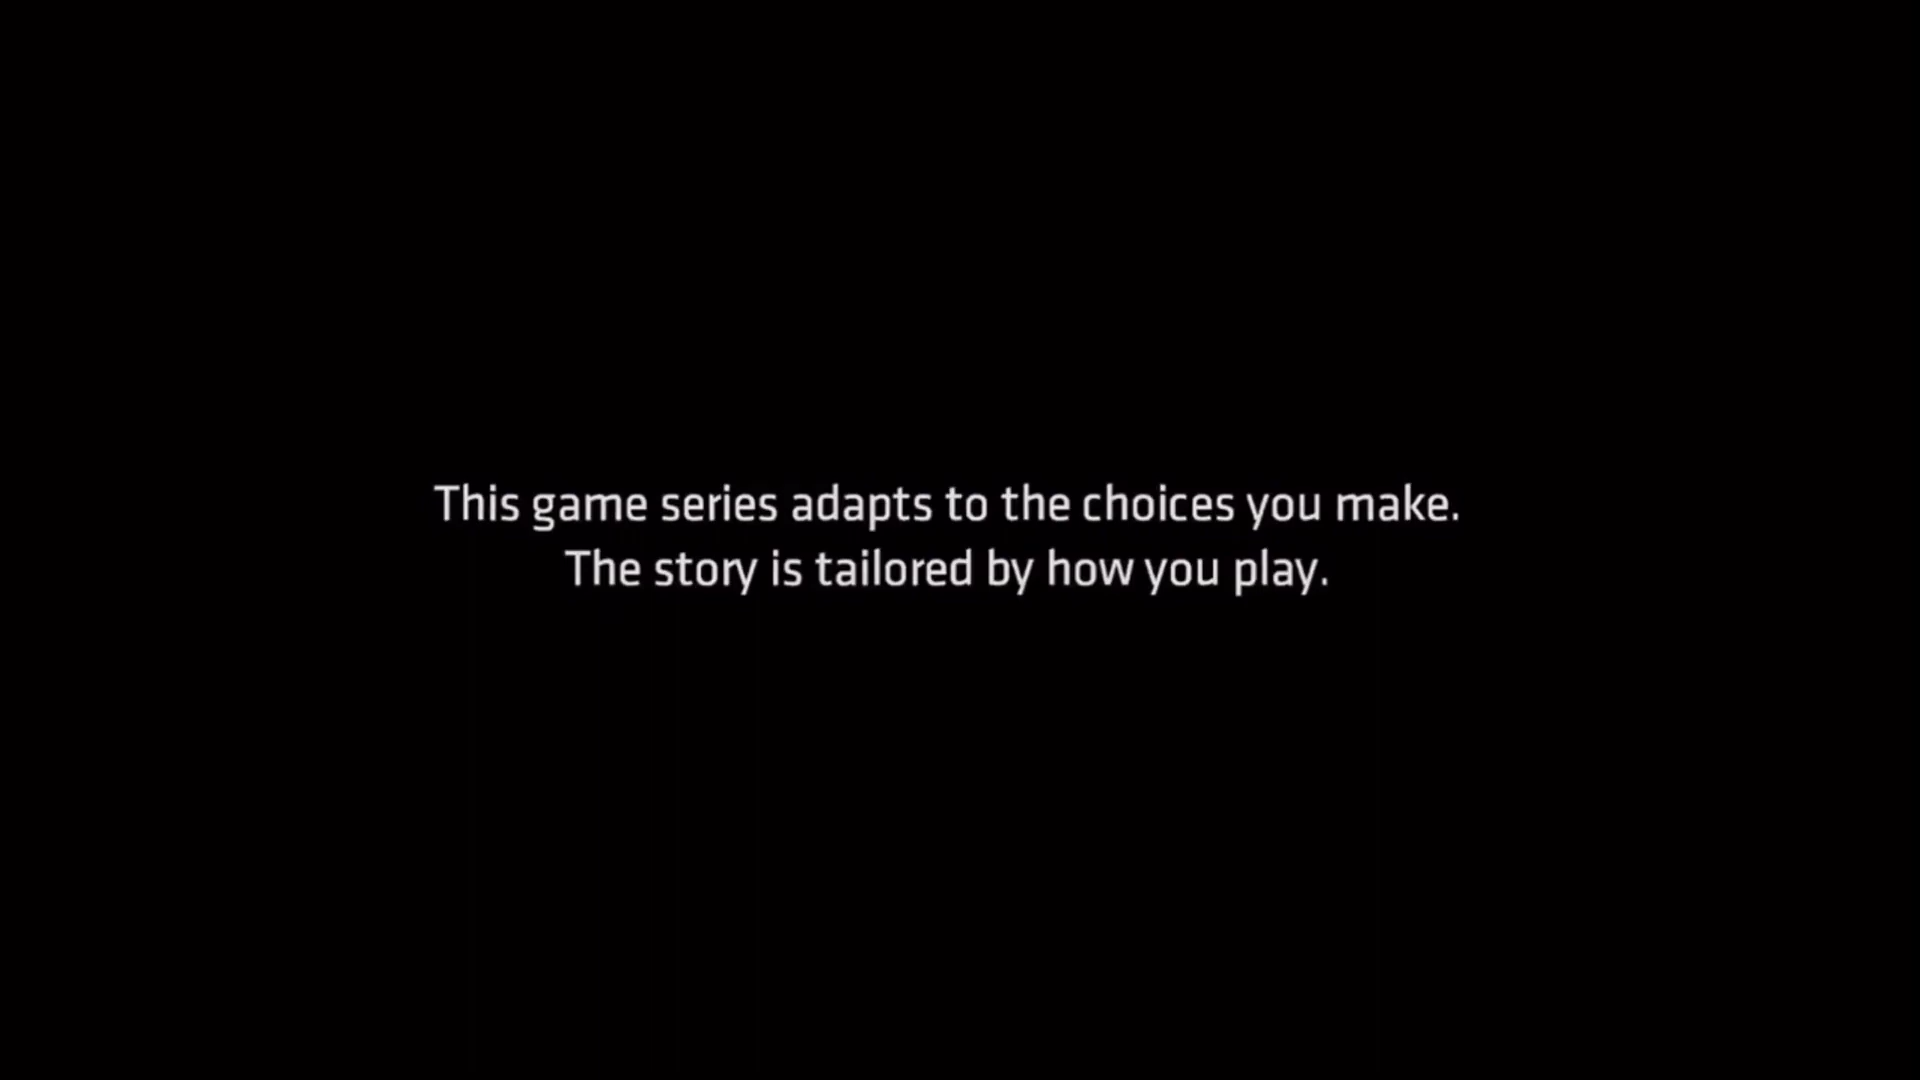 This game series adapts to the choices you make.
The story is tailored by how you play.